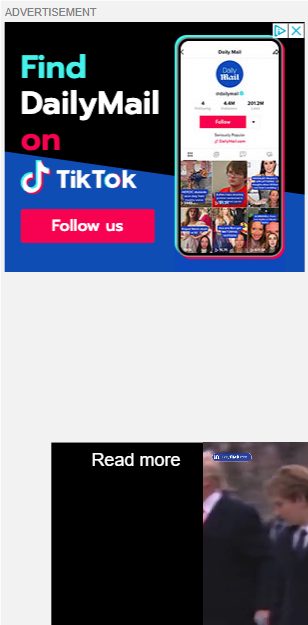 ADVERTISEMENT
Find
DailyMail
on
TikTok
Follow us
Daily Mail
Daily
Mail
@dailymail
4
4.4M
201.2M
Following
Followers
Likes
Follow
Seriously Popular
DailyMail.com
Read more